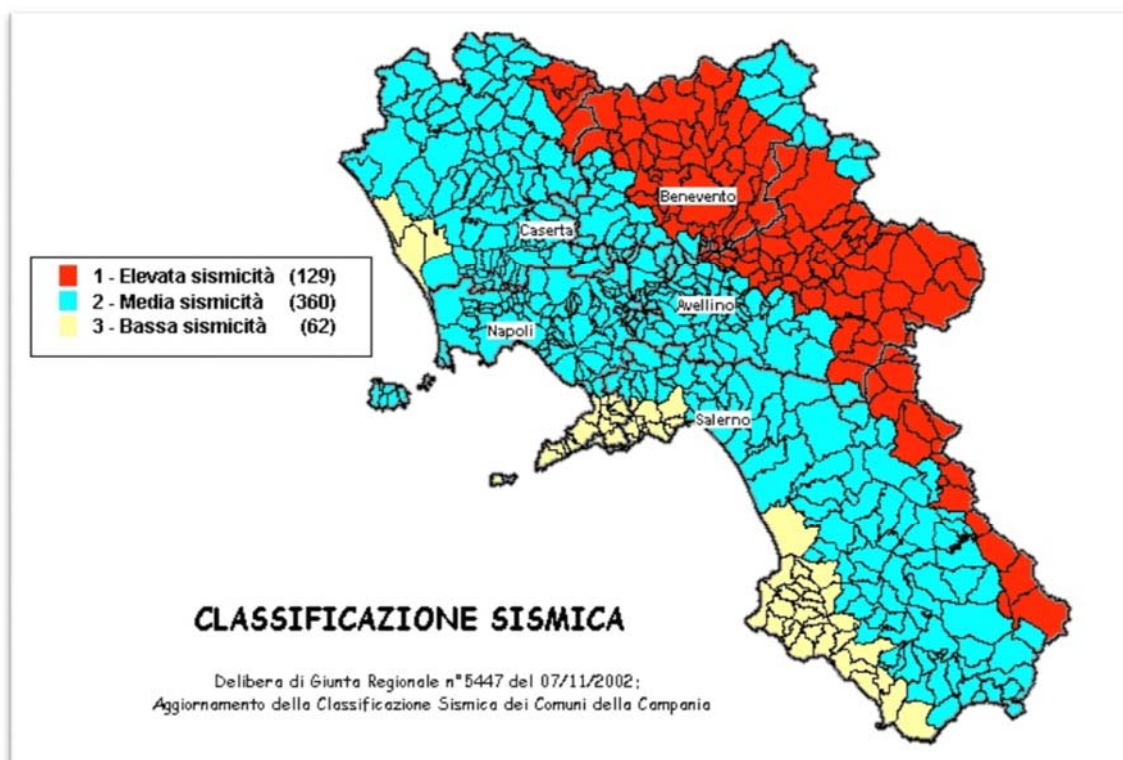 Benevento
Caserta
1 - Elevata sismicità (129)
2 - Media sismicità (360)
3 - Bassa sismicità (62)
Avellino
Napoli
Salerno
CLASSIFICAZIONE SISMICA
Delibera di Giunta Regionale n°5447 del 07/11/2002;
Aggiornamento della Classificazione Sismica dei Comuni della Campania